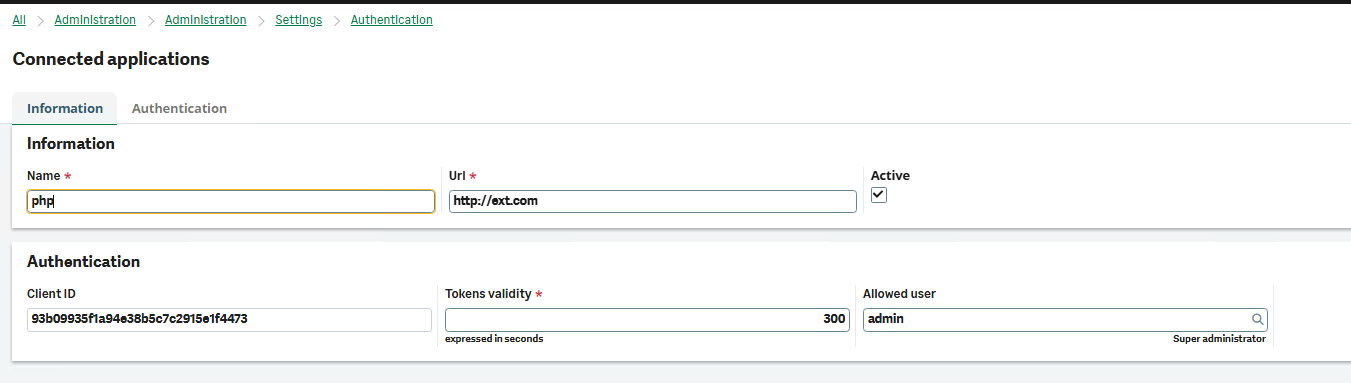 All > Administration > Administration > Settings > Authentication
Connected applications
Information Authentication
Information
Name * Url * Active
php http://ext.com
Authentication
Client ID Tokens validity * Allowed user
93b09935f1a94e38b5c7c2915e1f4473 300 admin
expressed in seconds Super administrator